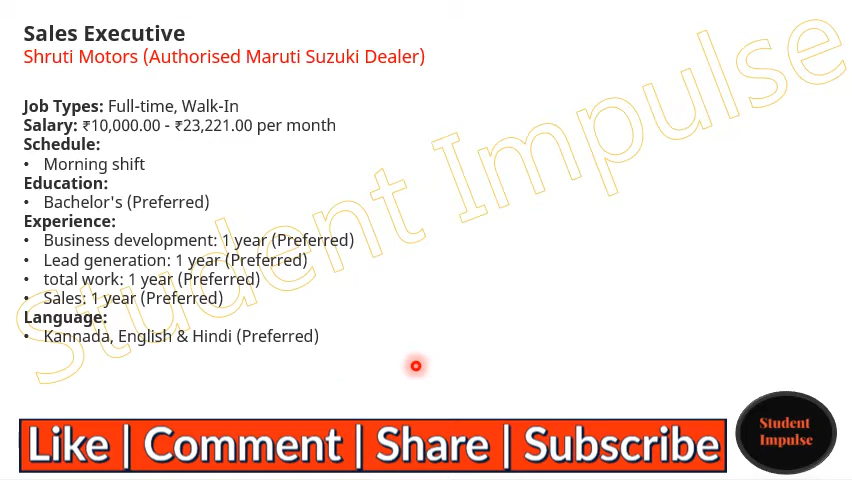 Sales Executive
Shruti Motors (Authorised Maruti Suzuki Dealer)
Job Types: Full-time, Walk-In
Salary: ₹10,000.00 - ₹23,221.00 per month
Schedule:
• Morning shift
Education:
• Bachelor's (Preferred)
Experience:
• Business development: 1 year (Preferred)
• Lead generation: 1 year (Preferred)
• total work: 1 year (Preferred)
• Sales: 1 year (Preferred)
Language:
• Kannada, English & Hindi (Preferred)
Student Impulse
Like | Comment | Share | Subscribe
Student
Impulse